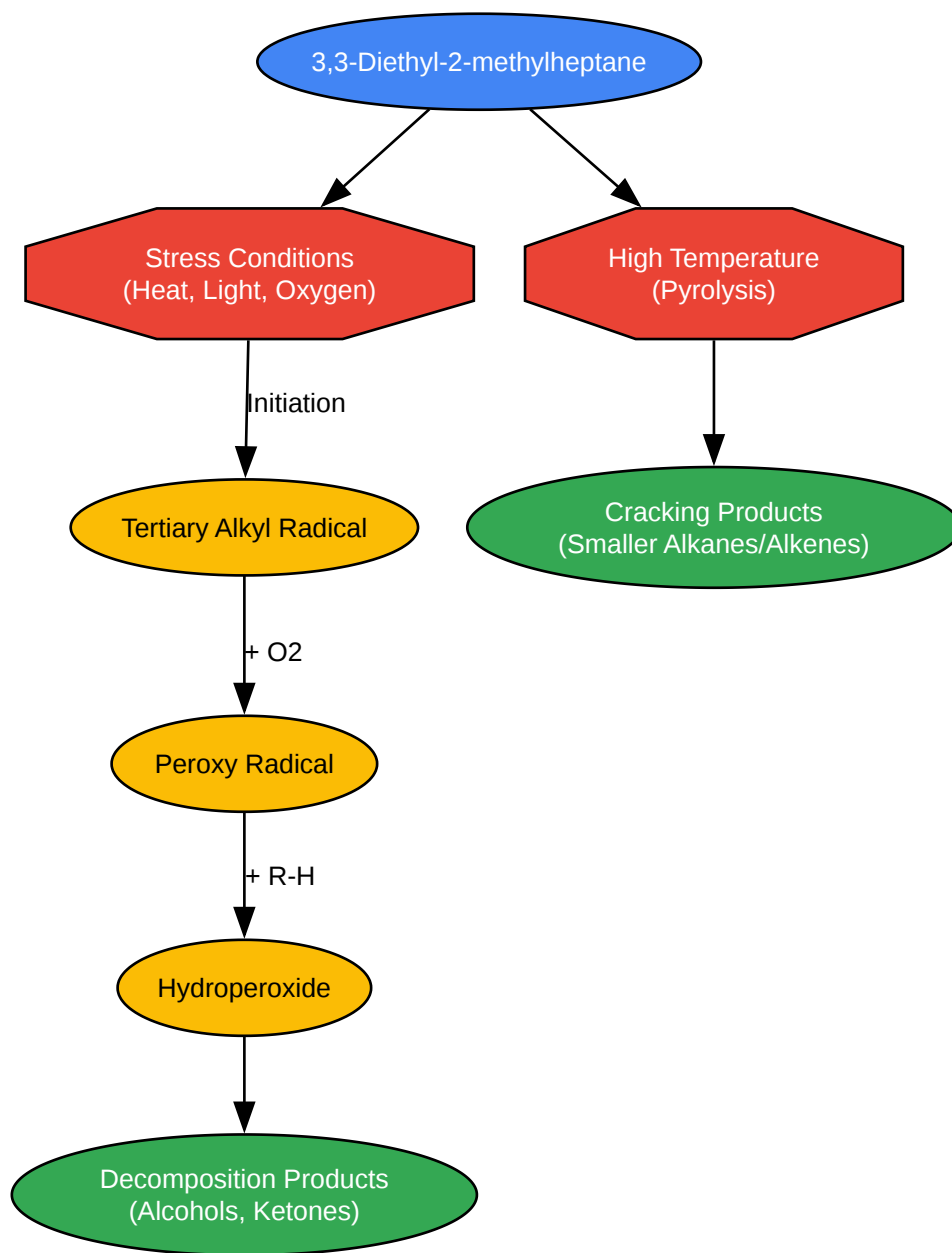 3,3-Diethyl-2-methylheptane
Stress Conditions
(Heat, Light, Oxygen)
High Temperature
(Pyrolysis)
Initiation
Tertiary Alkyl Radical
Cracking Products
(Smaller Alkanes/Alkenes)
+ O2
Peroxy Radical
+ R-H
Hydroperoxide
Decomposition Products
(Alcohols, Ketones)